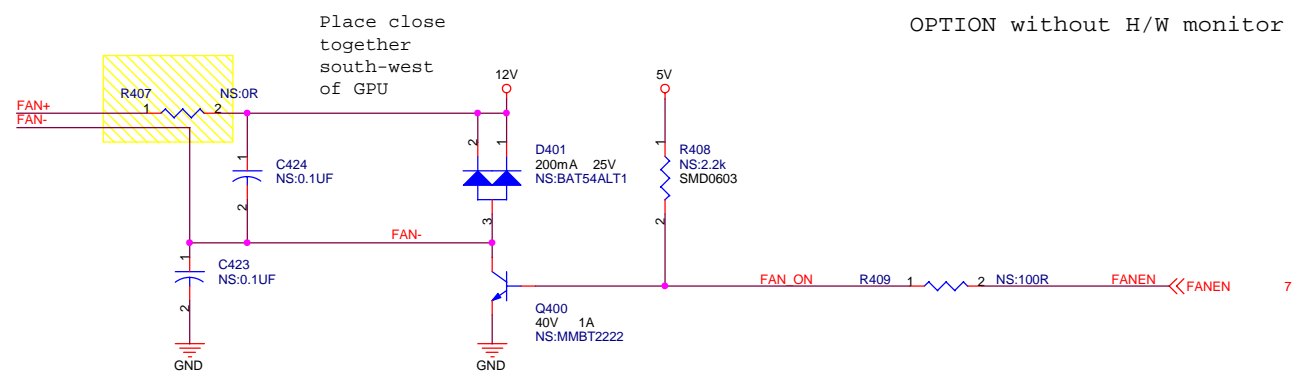 Place close
together
south-west
of GPU
OPTION without H/W monitor
12V
5V
R407
NS:0R
FAN+
1
2
FAN-
2
1
1
D401
200mA 25V
NS:BAT54ALT1
R408
NS:2.2k
SMD0603
1
C424
NS:0.1UF
2
3
2
FAN-
1
C423
NS:0.1UF
2
FAN_ON
R409
1
2
NS:100R
FANEN
FANEN
7
Q400
40V 1A
NS:MMBT2222
GND
GND